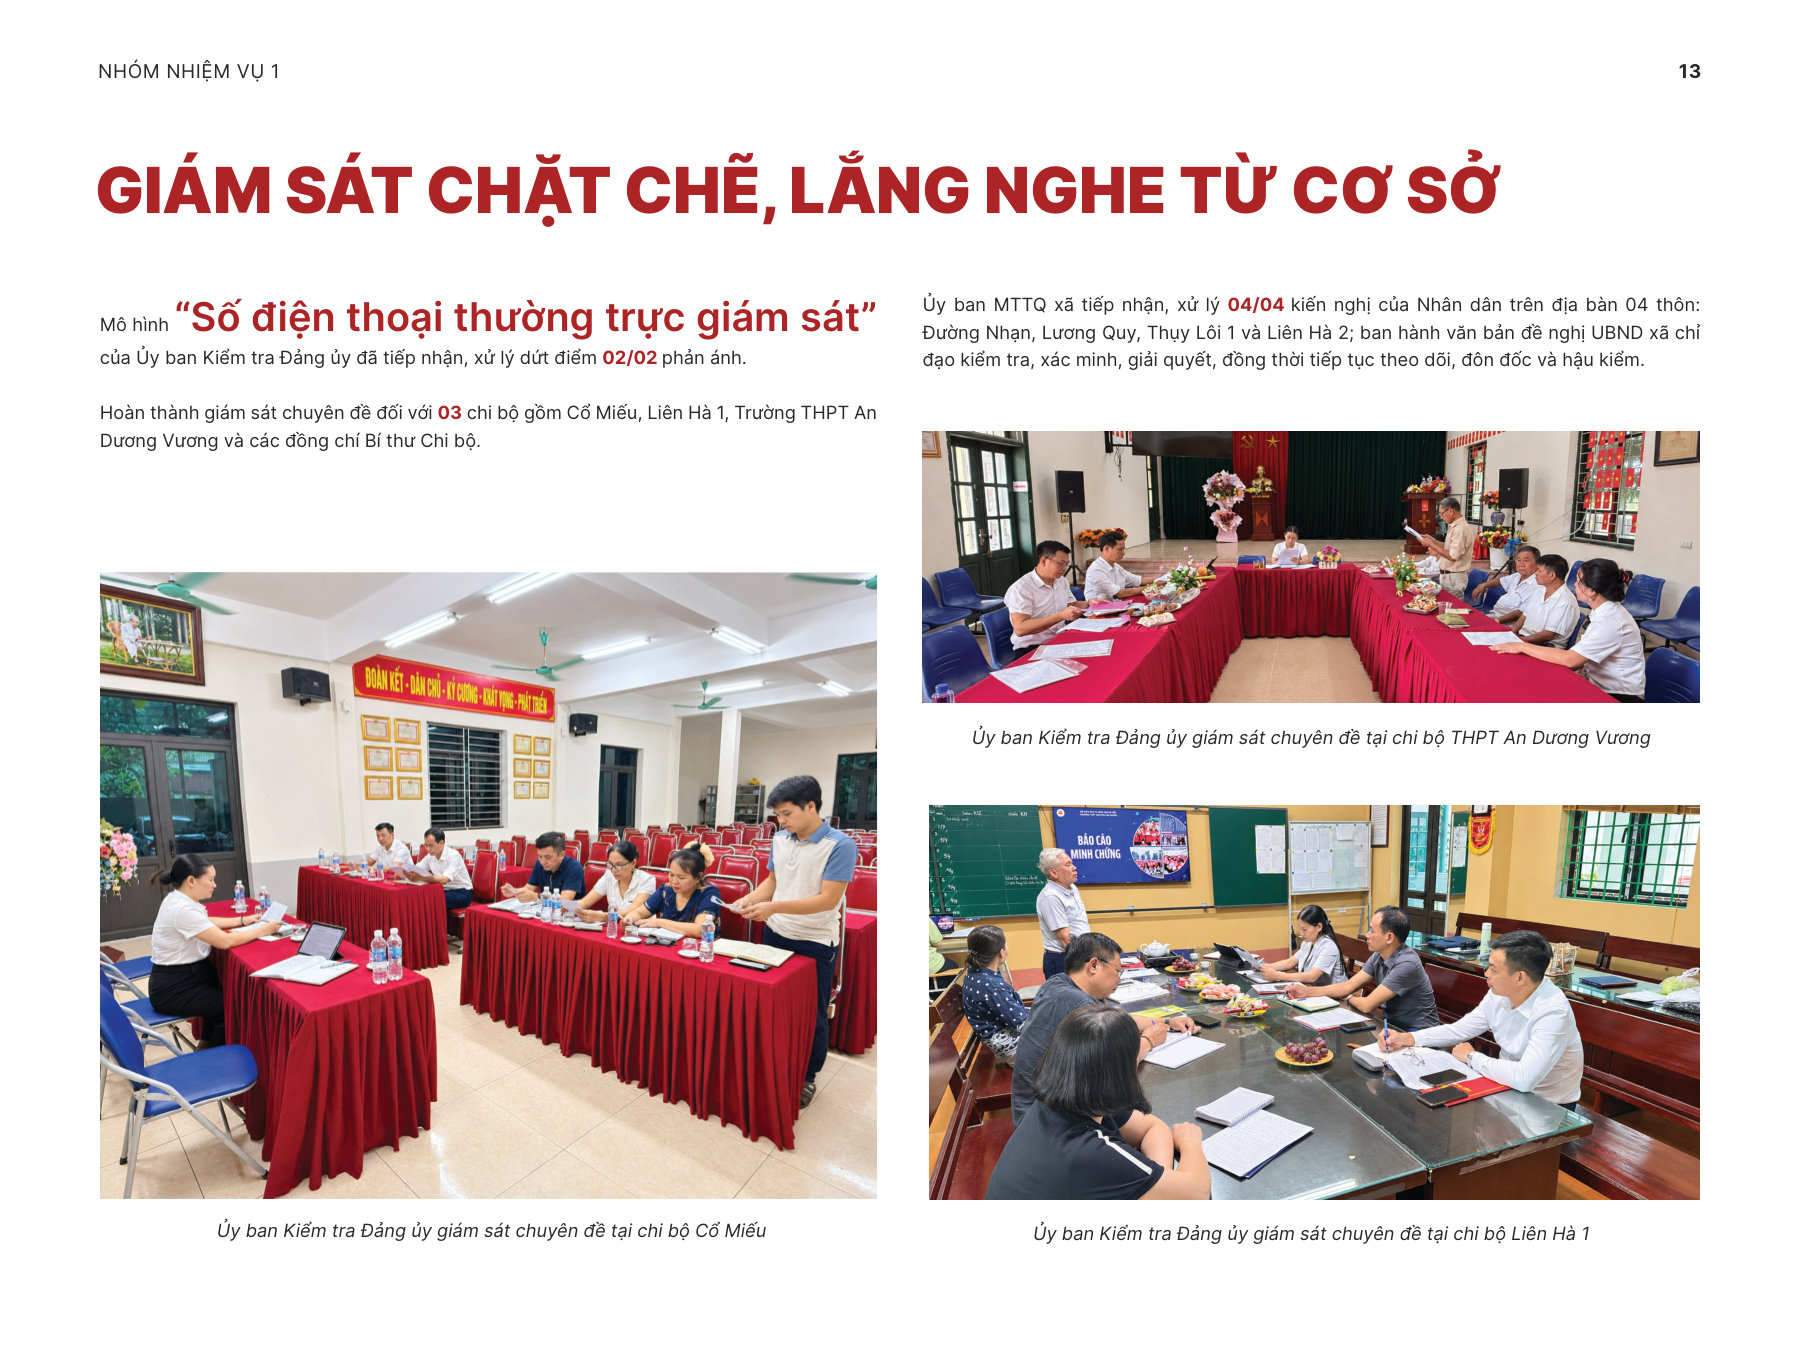 NHÓM NHIỆM VỤ 1
13
GIÁM SÁT CHẶT CHẼ, LẮNG NGHE TỪ CƠ SỞ
Mô hình “Số điện thoại thường trực giám sát”
của Ủy ban Kiểm tra Đảng ủy đã tiếp nhận, xử lý dứt điểm 02/02 phản ánh.
Hoàn thành giám sát chuyên đề đối với 03 chi bộ gồm Cổ Miếu, Liên Hà 1, Trường THPT An
Dương Vương và các đồng chí Bí thư Chi bộ.
ĐOÀN KẾT - DÂN CHỦ - KỶ CƯƠNG - KHÁT VỌNG - PHÁT TRIỂN
Ủy ban Kiểm tra Đảng ủy giám sát chuyên đề tại chi bộ Cổ Miếu
Ủy ban MTTQ xã tiếp nhận, xử lý 04/04 kiến nghị của Nhân dân trên địa bàn 04 thôn:
Đường Nhạn, Lương Quy, Thụy Lôi 1 và Liên Hà 2; ban hành văn bản đề nghị UBND xã chỉ
đạo kiểm tra, xác minh, giải quyết, đồng thời tiếp tục theo dõi, đôn đốc và hậu kiểm.
Ủy ban Kiểm tra Đảng ủy giám sát chuyên đề tại chi bộ THPT An Dương Vương
BÁO CÁO
MINH CHỨNG
Ủy ban Kiểm tra Đảng ủy giám sát chuyên đề tại chi bộ Liên Hà 1